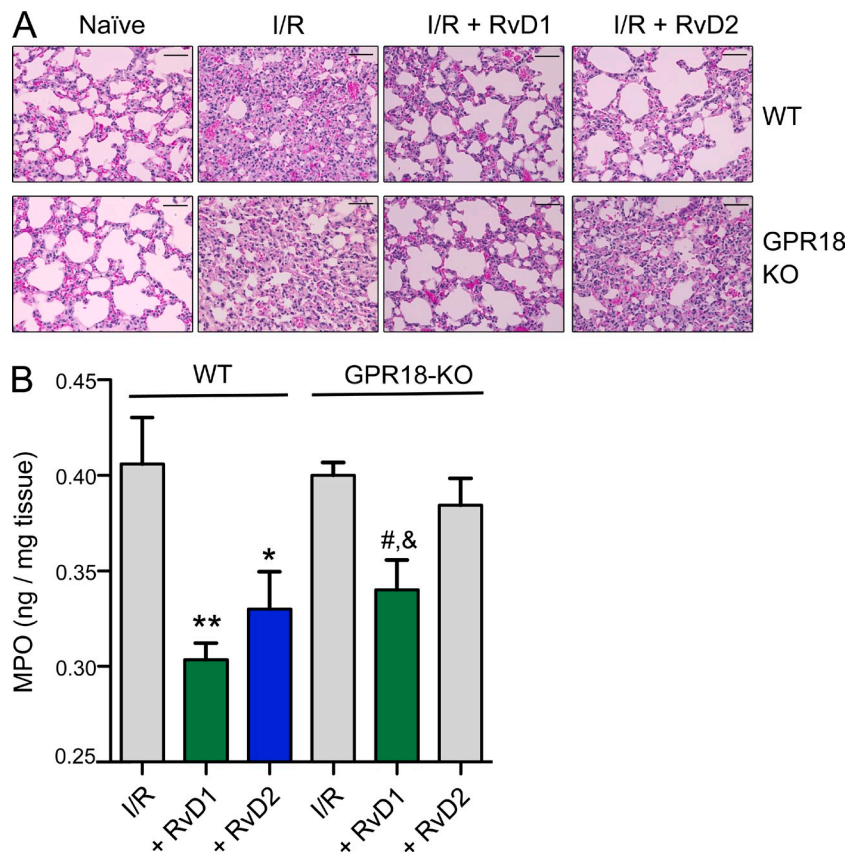 A
Naïve I/R I/R + RvD1 I/R + RvD2
WT
GPR18
KO
B
WT GPR18-KO
MPO (ng / mg tissue)
0.45
0.40
0.35
0.30
0.25
**
*
#,&
I/R + RvD1 + RvD2 I/R + RvD1 + RvD2